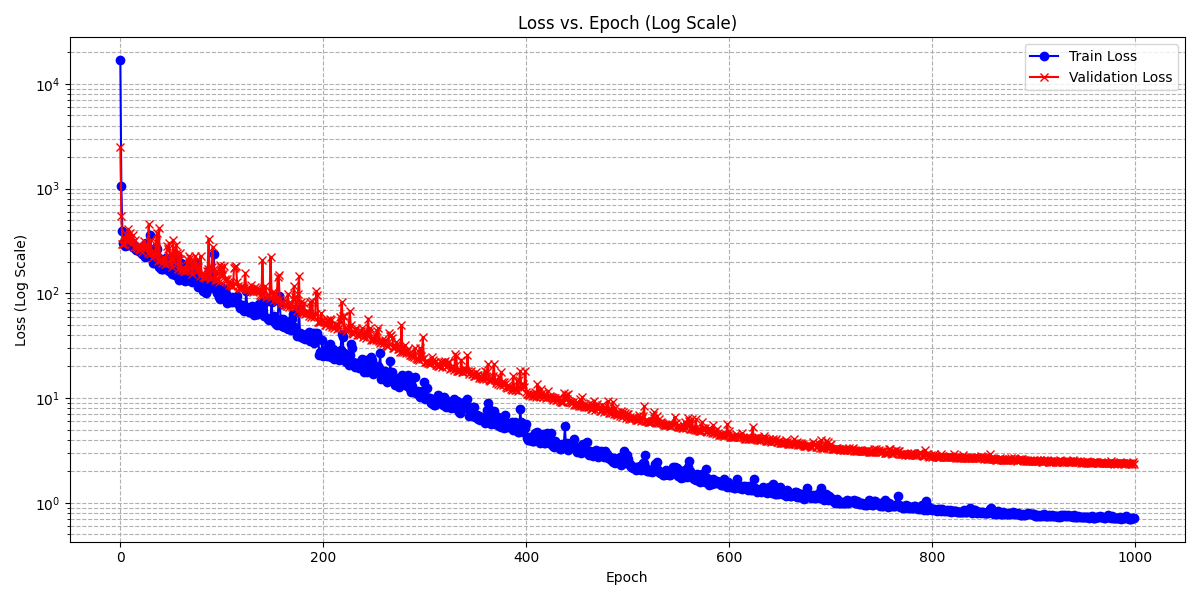 Loss vs. Epoch (Log Scale)
Train Loss
Validation Loss
Loss (Log Scale)
10⁴
10³
10²
10¹
10⁰
0 200 400 600 800 1000
Epoch